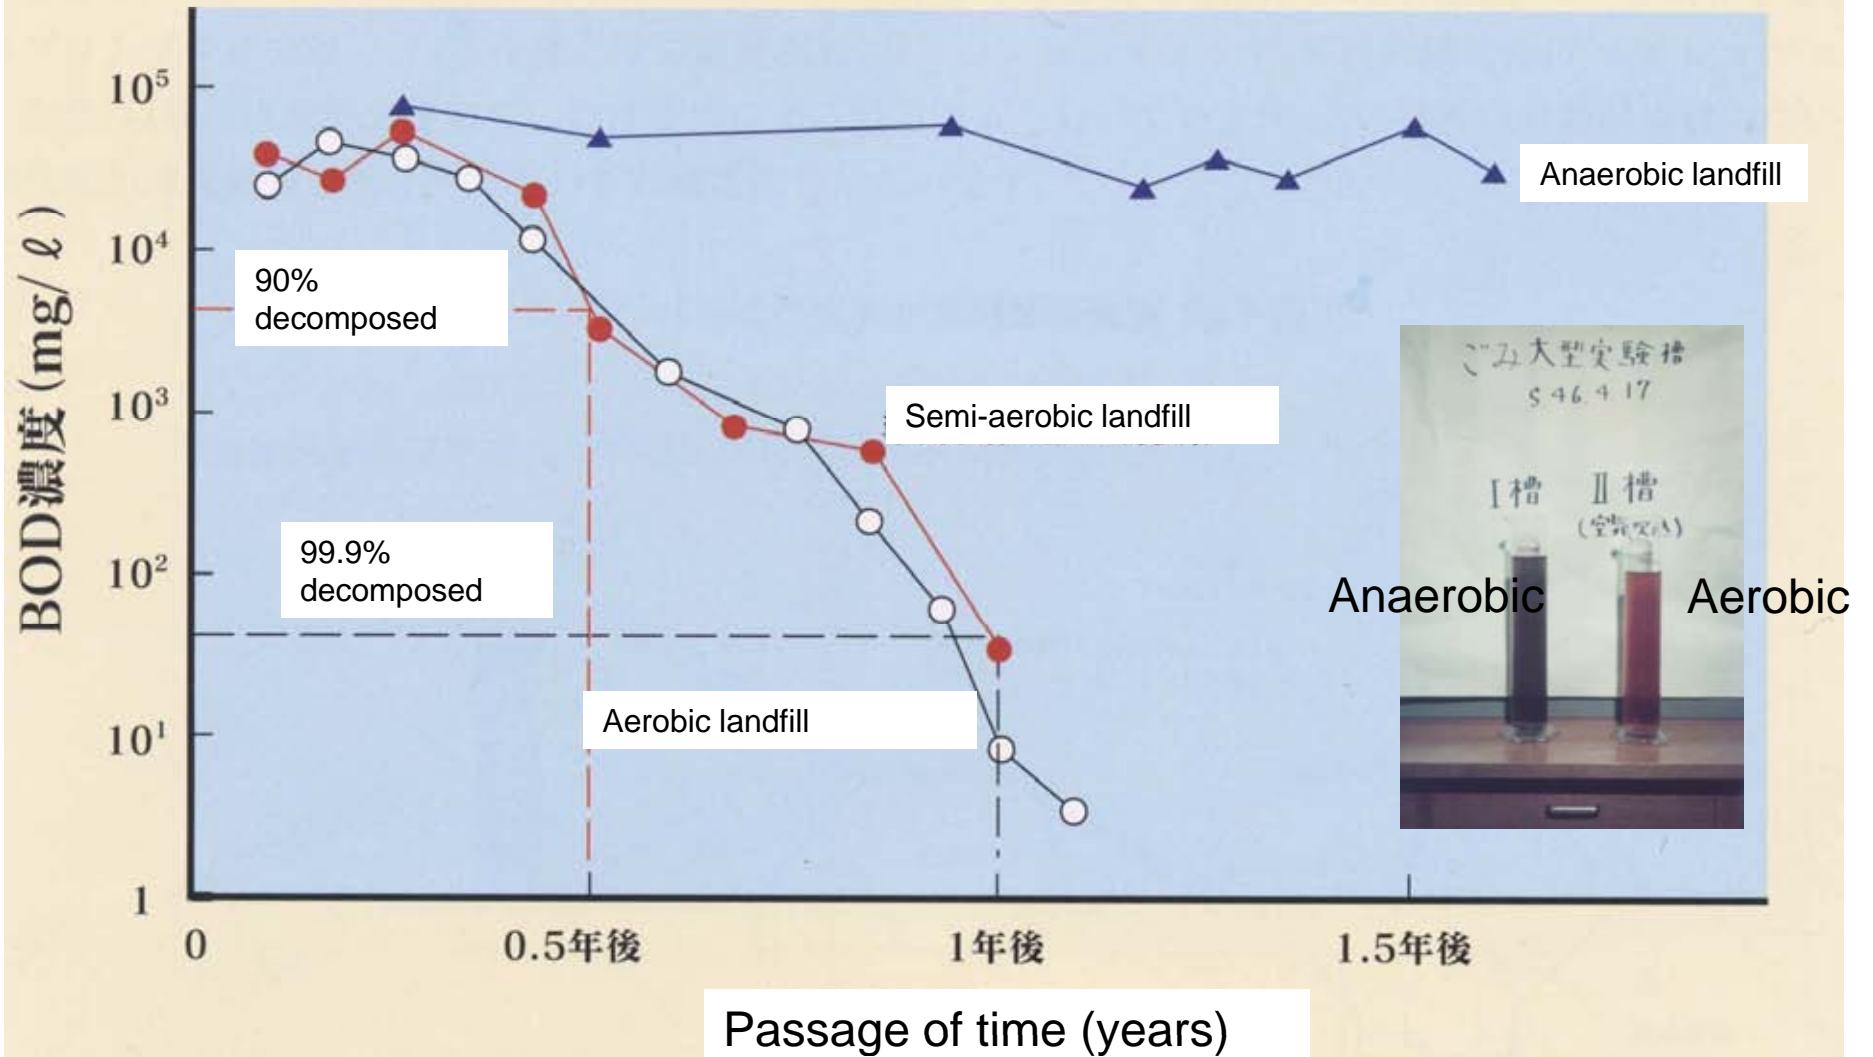 10⁵
Anaerobic landfill
10⁴
90%
decomposed
BOD濃度(mg/ℓ)
10³
Semi-aerobic landfill
ごみ大型実験槽
S 46.4.17
I槽 II槽
99.9%
decomposed
10²
Anaerobic
Aerobic
10¹
Aerobic landfill
1
0
0.5年後
1年後
1.5年後
Passage of time (years)